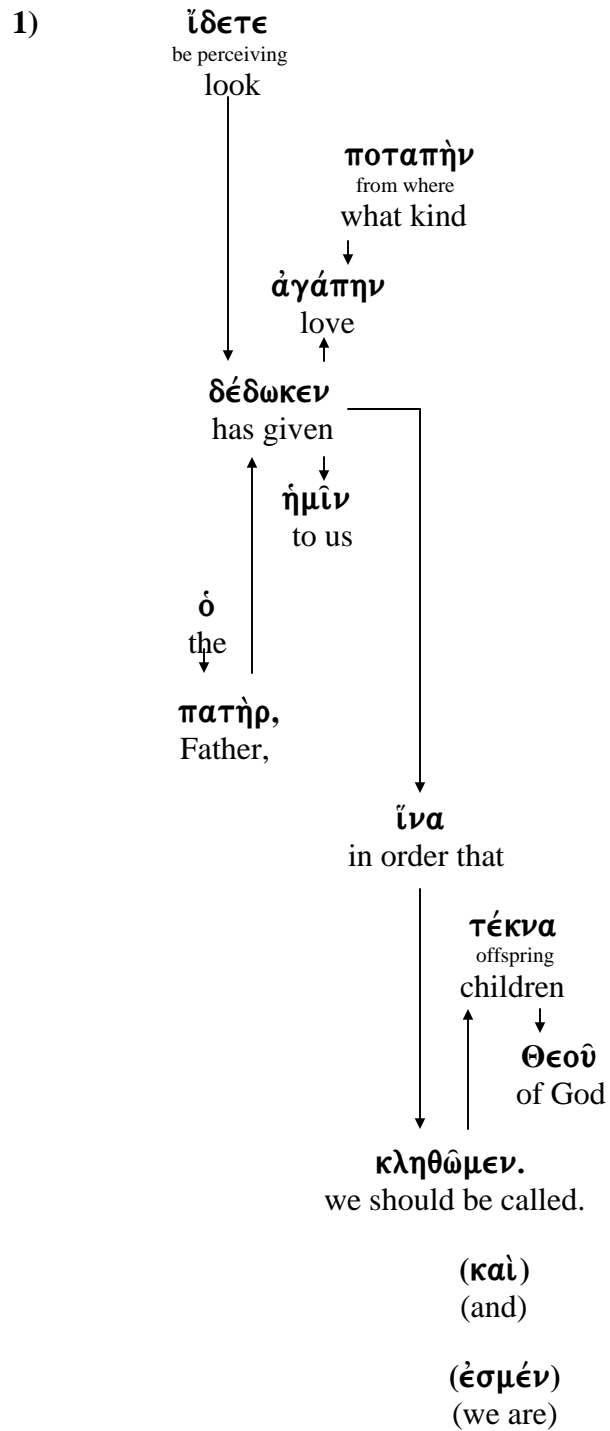 1)
ἴδετε
be perceiving
look
ποταπὴν
from where
what kind
ἀγάπην
love
δέδωκεν
has given
ἡμῖν
to us
ὁ
the
πατὴρ,
Father,
ἵνα
in order that
τέκνα
offspring
children
Θεοῦ
of God
κληθῶμεν.
we should be called.
(καὶ)
(and)
(ἐσμέν)
(we are)